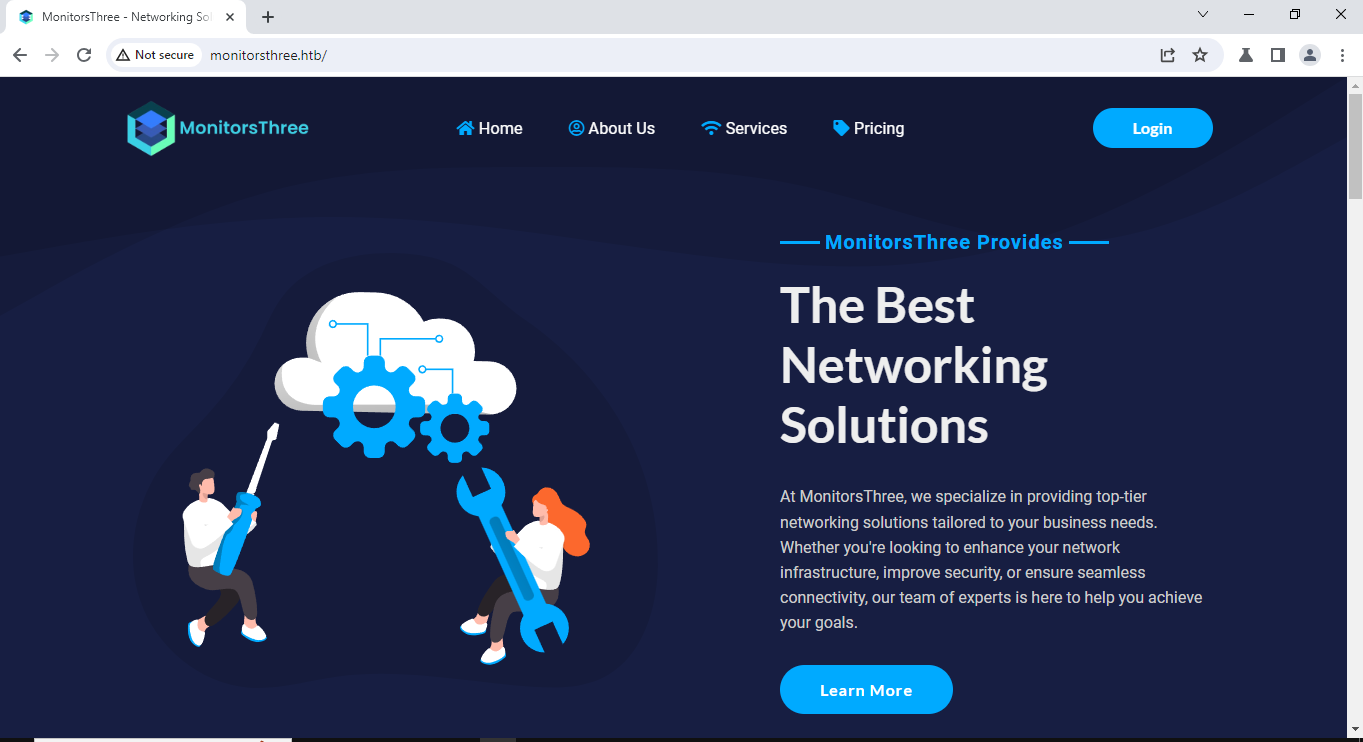 MonitorsThree - Networking Sol
Not secure monitorsthree.htb/
MonitorsThree
Home About Us Services Pricing
Login
MonitorsThree Provides
The Best
Networking
Solutions
At MonitorsThree, we specialize in providing top-tier
networking solutions tailored to your business needs.
Whether you're looking to enhance your network
infrastructure, improve security, or ensure seamless
connectivity, our team of experts is here to help you achieve
your goals.
Learn More